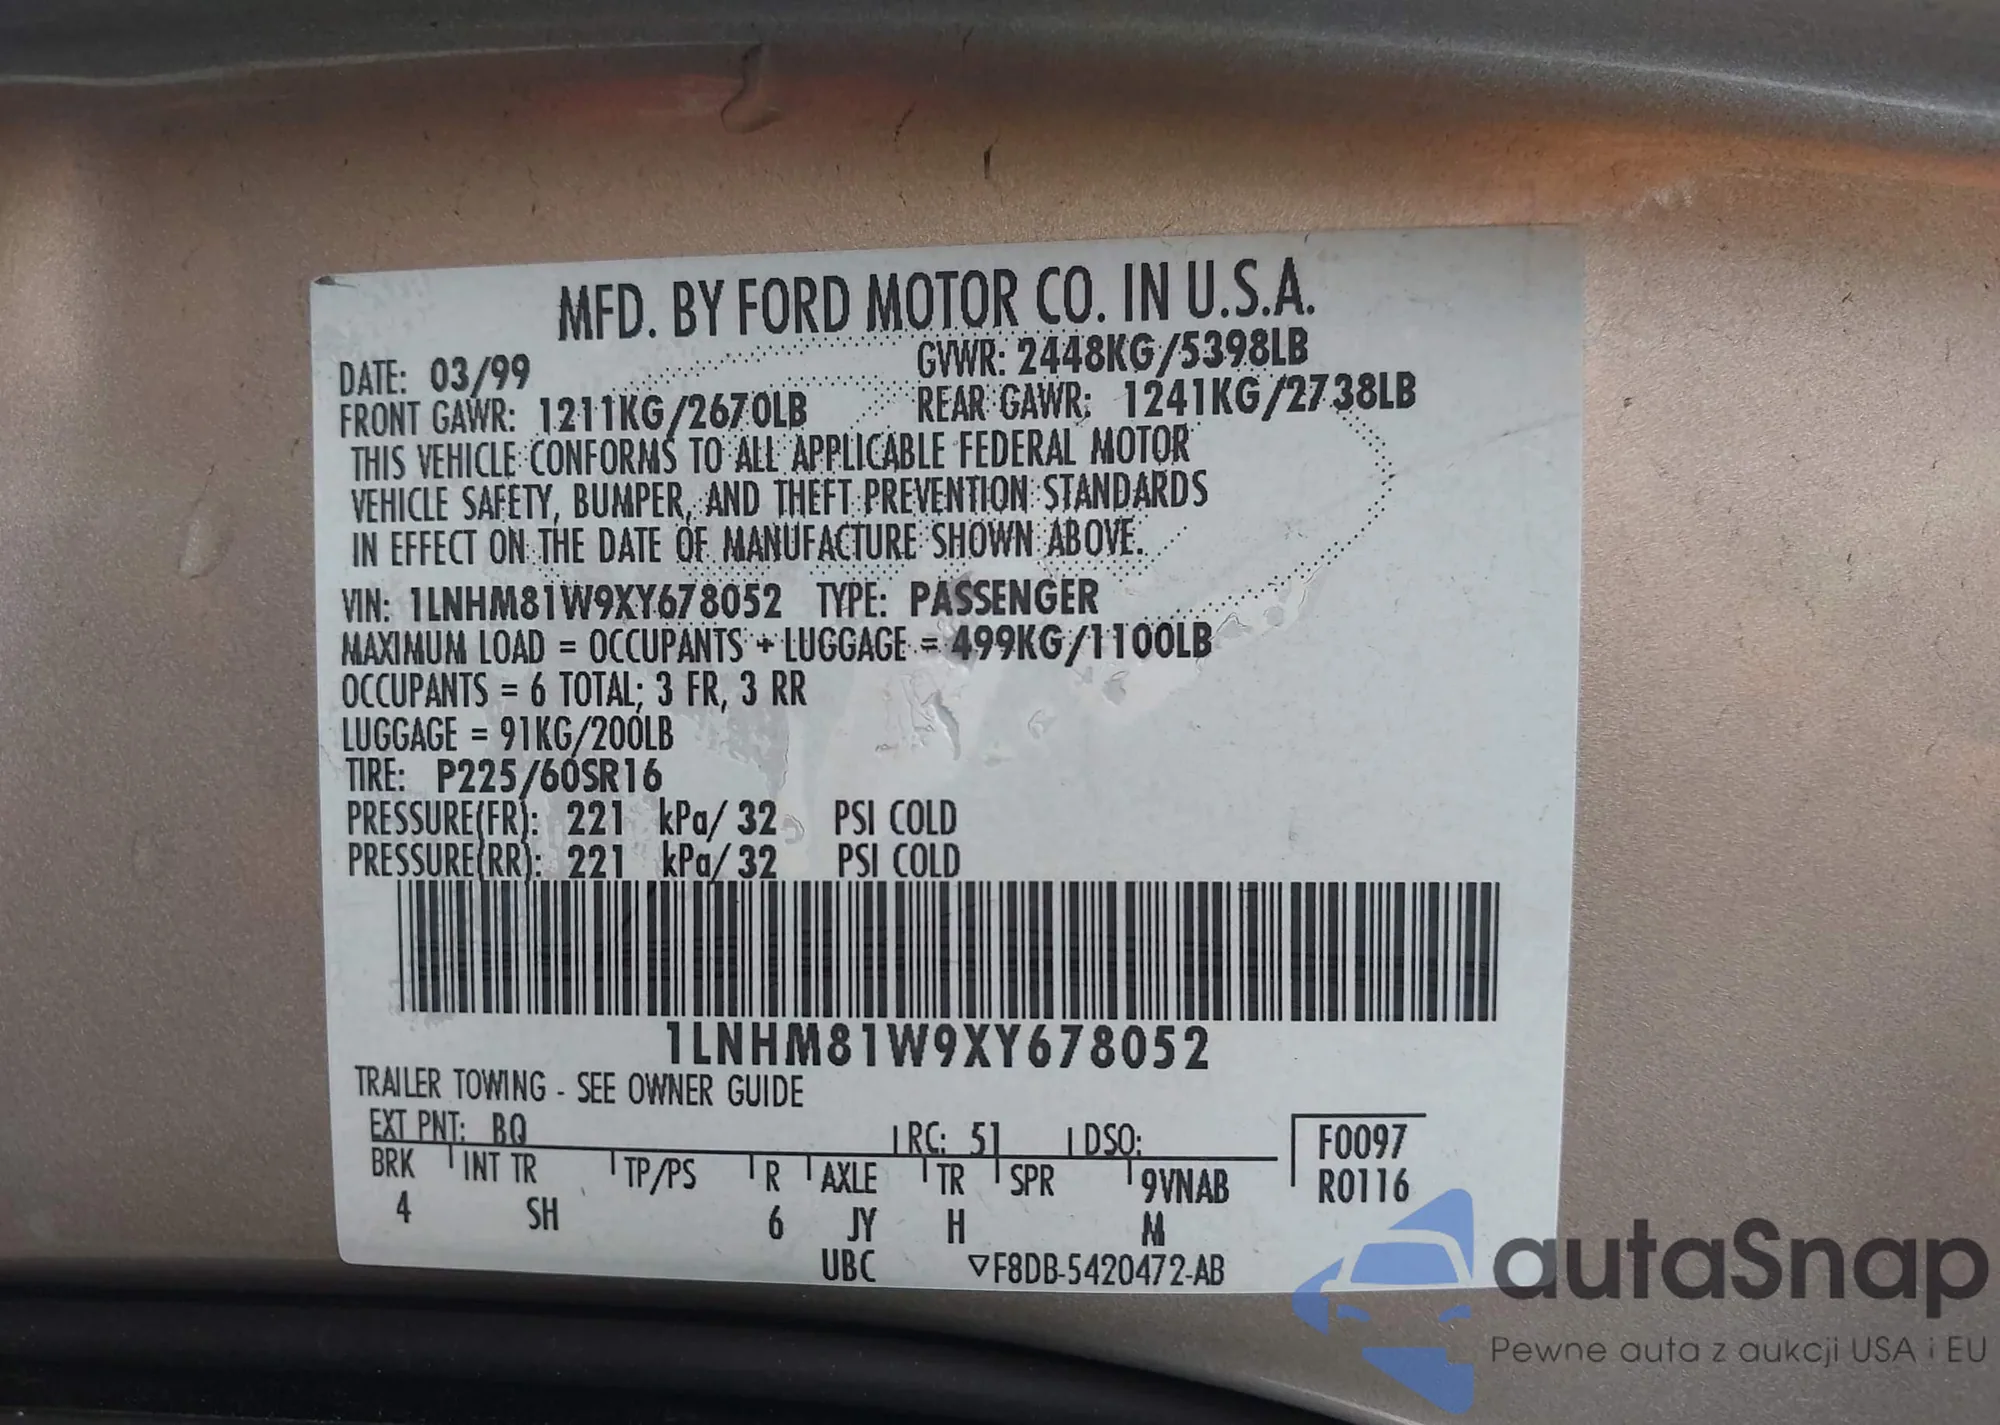 MFD. BY FORD MOTOR CO. IN U.S.A.
DATE: 03/99 GVWR: 2448KG/5398LB
FRONT GAWR: 1211KG/2670LB REAR GAWR: 1241KG/2738LB
THIS VEHICLE CONFORMS TO ALL APPLICABLE FEDERAL MOTOR
VEHICLE SAFETY, BUMPER, AND THEFT PREVENTION STANDARDS
IN EFFECT ON THE DATE OF MANUFACTURE SHOWN ABOVE.
VIN: 1LNHM81W9XY678052 TYPE: PASSENGER
MAXIMUM LOAD = OCCUPANTS + LUGGAGE = 499KG/1100LB
OCCUPANTS = 6 TOTAL; 3 FR, 3 RR
LUGGAGE = 91KG/200LB
TIRE: P225/60SR16
PRESSURE(FR): 221 kPa/ 32 PSI COLD
PRESSURE(RR): 221 kPa/ 32 PSI COLD
1LNHM81W9XY678052
TRAILER TOWING - SEE OWNER GUIDE
EXT PNT: BQ RC: 51 DSO: F0097
BRK INT TR TP/PS R AXLE TR SPR 9VNAB R0116
4 SH 6 JY H M
UBC ▽F8DB-5420472-AB
autaSnap
Pewne auta z aukcji USA i EU